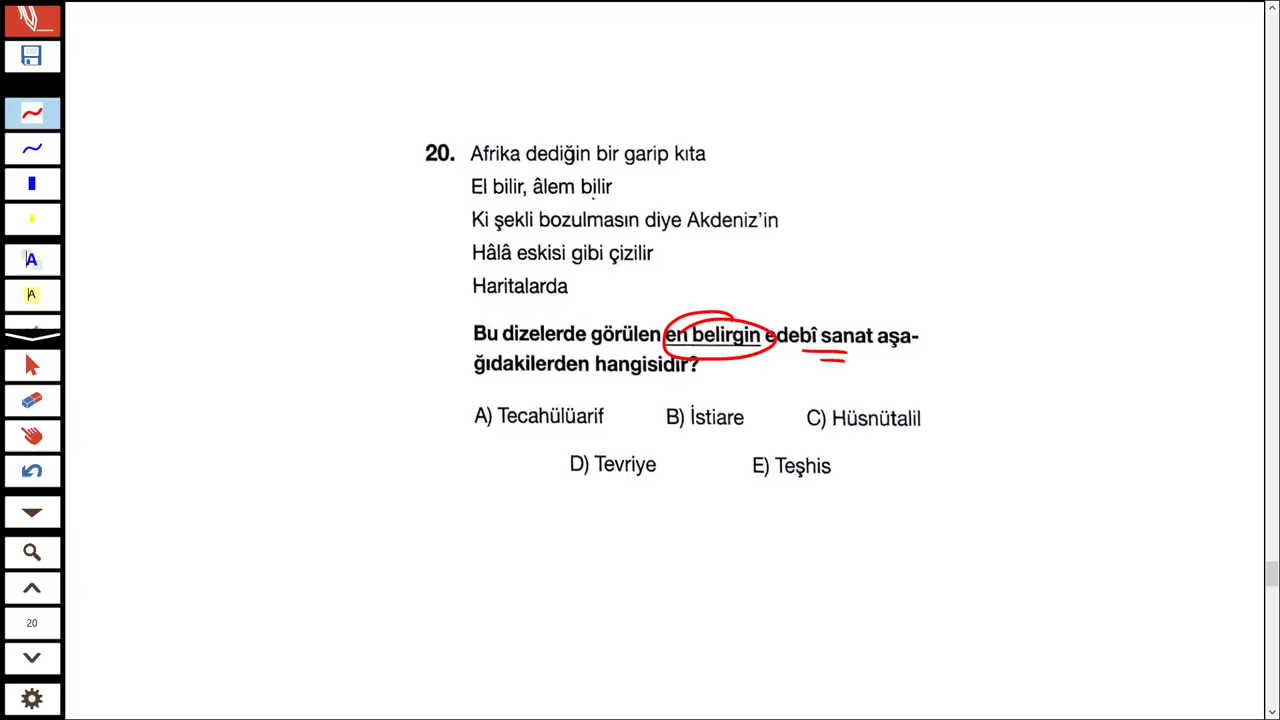 20. Afrika dediğin bir garip kıta
El bilir, âlem bilir
Ki şekli bozulmasın diye Akdeniz'in
Hâlâ eskisi gibi çizilir
Haritalarda
Bu dizelerde görülen en belirgin edebî sanat aşa-
ğıdakilerden hangisidir?
A) Tecahülüarif B) İstiare C) Hüsnütalil
D) Tevriye E) Teşhis
A
A
20